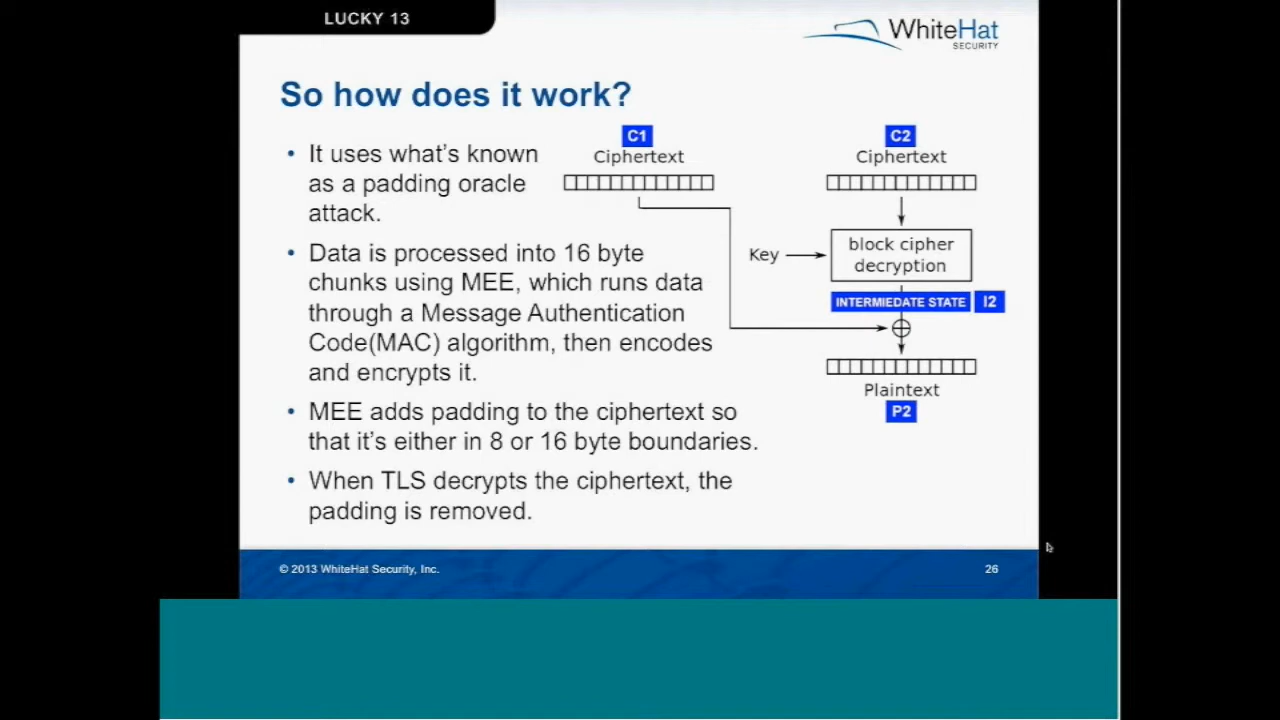 LUCKY 13
WhiteHat
SECURITY
So how does it work?
• It uses what's known
as a padding oracle
attack.
• Data is processed into 16 byte
chunks using MEE, which runs data
through a Message Authentication
Code(MAC) algorithm, then encodes
and encrypts it.
• MEE adds padding to the ciphertext so
that it's either in 8 or 16 byte boundaries.
• When TLS decrypts the ciphertext, the
padding is removed.
C1
Ciphertext
C2
Ciphertext
Key
block cipher
decryption
INTERMIEDATE STATE I2
Plaintext
P2
© 2013 WhiteHat Security, Inc.
26